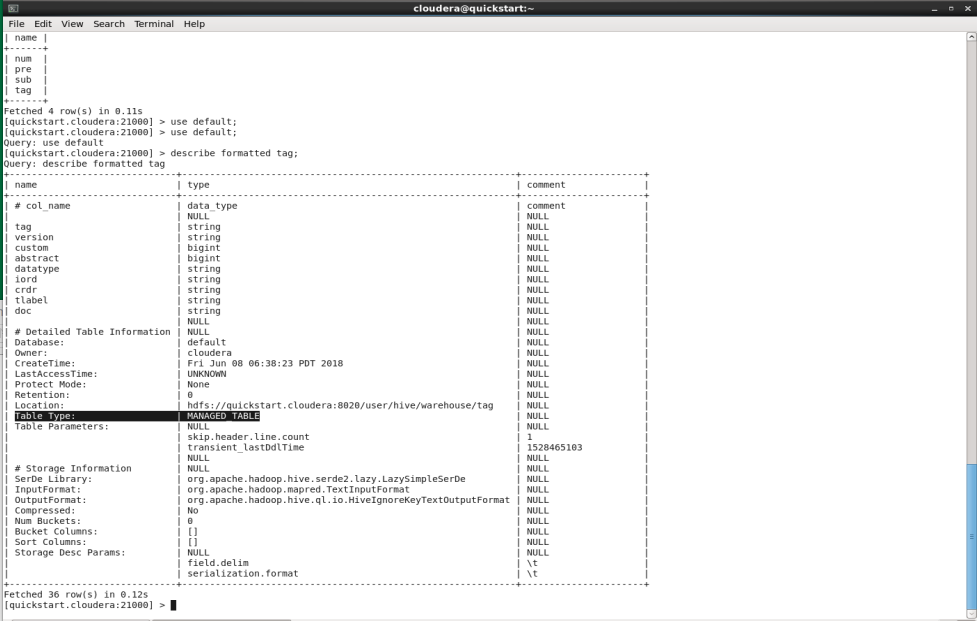 cloudera@quickstart:~
File Edit View Search Terminal Help
| name |
+------+
| num |
| pre |
| sub |
| tag |
+------+
Fetched 4 row(s) in 0.11s
[quickstart.cloudera:21000] > use default;
[quickstart.cloudera:21000] > use default;
Query: use default
[quickstart.cloudera:21000] > describe formatted tag;
Query: describe formatted tag
| name | type | comment |
| # col_name | data_type | comment |
| | NULL | NULL |
| tag | string | NULL |
| version | string | NULL |
| custom | bigint | NULL |
| abstract | bigint | NULL |
| datatype | string | NULL |
| iord | string | NULL |
| crdr | string | NULL |
| tlabel | string | NULL |
| doc | string | NULL |
| | NULL | NULL |
| # Detailed Table Information | NULL | NULL |
| Database: | default | NULL |
| Owner: | cloudera | NULL |
| CreateTime: | Fri Jun 08 06:38:23 PDT 2018 | NULL |
| LastAccessTime: | UNKNOWN | NULL |
| Protect Mode: | None | NULL |
| Retention: | 0 | NULL |
| Location: | hdfs://quickstart.cloudera:8020/user/hive/warehouse/tag | NULL |
| Table Type: | MANAGED_TABLE | NULL |
| Table Parameters: | NULL | NULL |
| | skip.header.line.count | 1 |
| | transient_lastDdlTime | 1528465103 |
| | NULL | NULL |
| # Storage Information | NULL | NULL |
| SerDe Library: | org.apache.hadoop.hive.serde2.lazy.LazySimpleSerDe | NULL |
| InputFormat: | org.apache.hadoop.mapred.TextInputFormat | NULL |
| OutputFormat: | org.apache.hadoop.hive.ql.io.HiveIgnoreKeyTextOutputFormat | NULL |
| Compressed: | No | NULL |
| Num Buckets: | 0 | NULL |
| Bucket Columns: | [] | NULL |
| Sort Columns: | [] | NULL |
| Storage Desc Params: | NULL | NULL |
| | field.delim | \t |
| | serialization.format | \t |
Fetched 36 row(s) in 0.12s
[quickstart.cloudera:21000] >